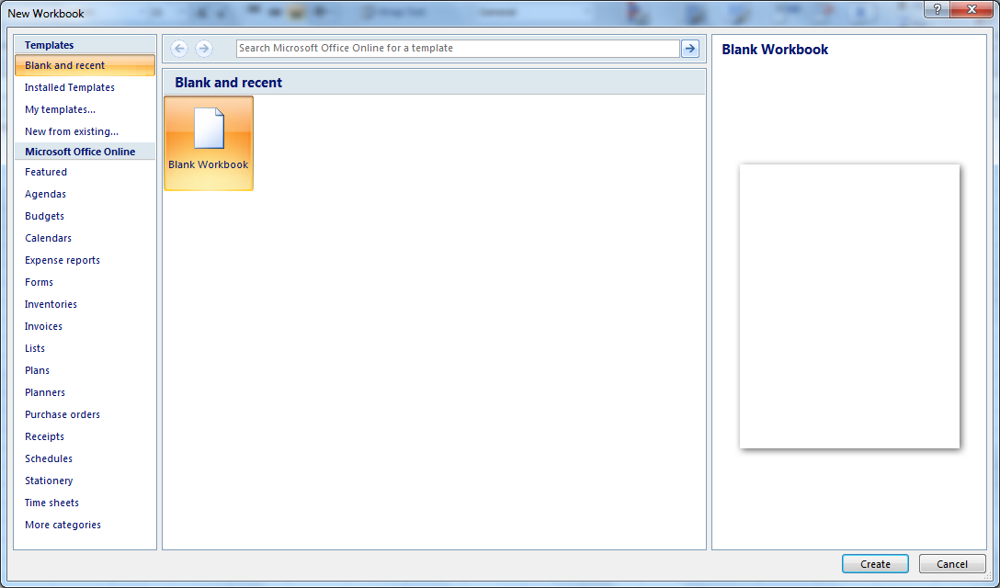 New Workbook
Templates
Blank and recent
Installed Templates
My templates...
New from existing...
Microsoft Office Online
Featured
Agendas
Budgets
Calendars
Expense reports
Forms
Inventories
Invoices
Lists
Plans
Planners
Purchase orders
Receipts
Schedules
Stationery
Time sheets
More categories
Search Microsoft Office Online for a template
Blank and recent
Blank Workbook
Blank Workbook
Create
Cancel